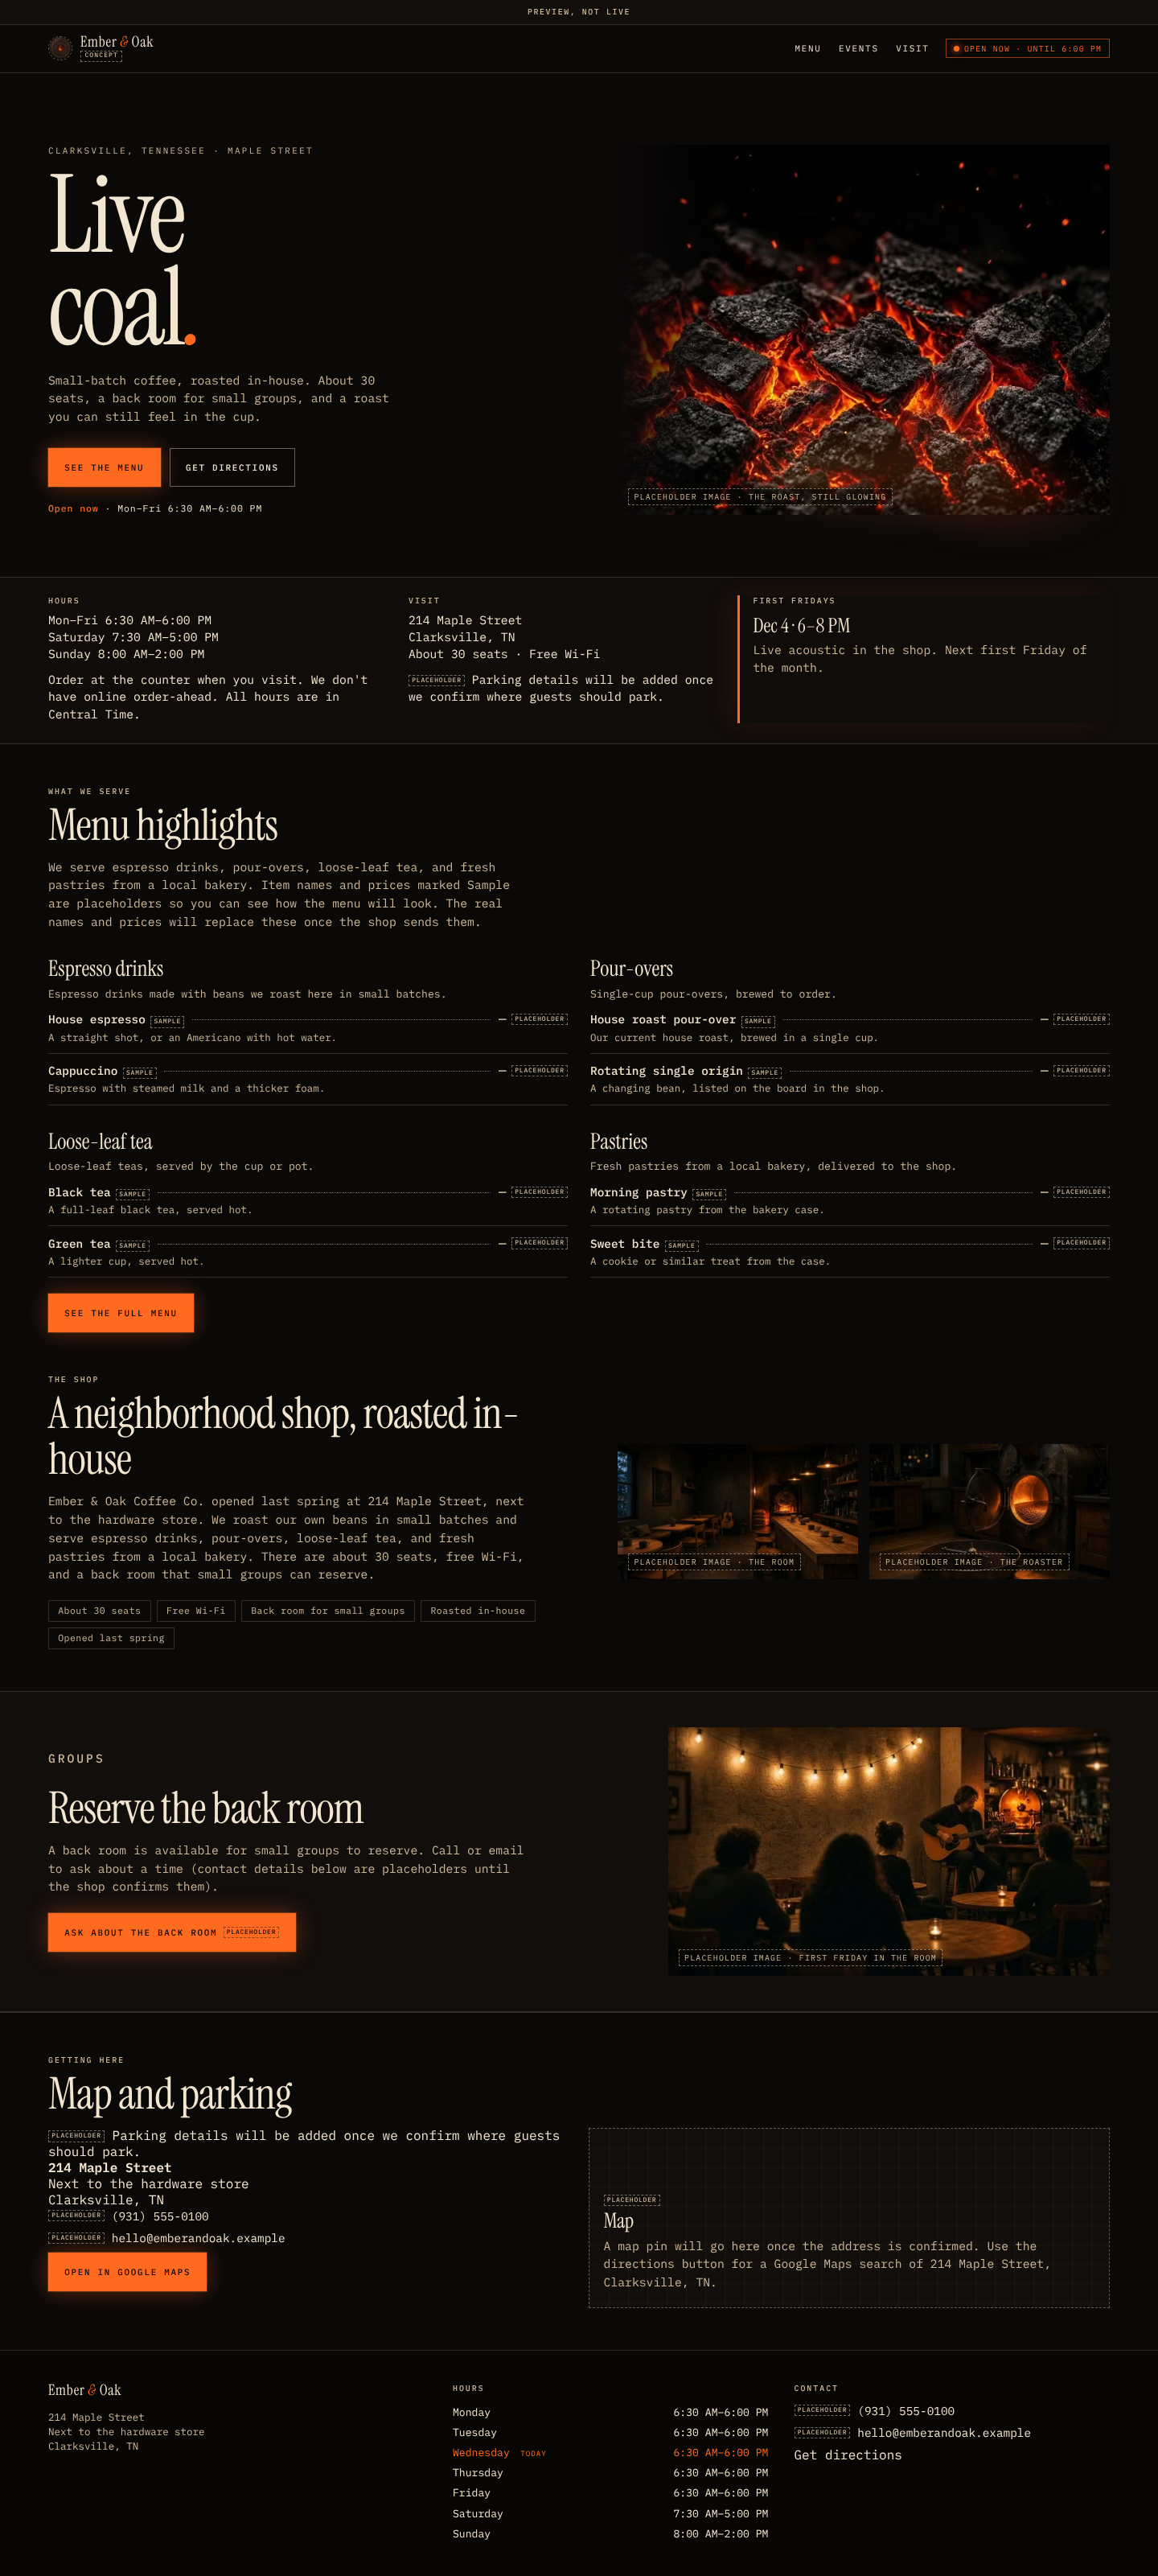 PREVIEW, NOT LIVE
Ember & Oak
CONCEPT
MENU EVENTS VISIT OPEN NOW · UNTIL 6:00 PM
CLARKSVILLE, TENNESSEE · MAPLE STREET
Live
coal.
Small-batch coffee, roasted in-house. About 30
seats, a back room for small groups, and a roast
you can still feel in the cup.
SEE THE MENU GET DIRECTIONS
Open now · Mon–Fri 6:30 AM–6:00 PM
PLACEHOLDER IMAGE · THE ROAST, STILL GLOWING
HOURS
Mon–Fri 6:30 AM–6:00 PM
Saturday 7:30 AM–5:00 PM
Sunday 8:00 AM–2:00 PM
Order at the counter when you visit. We don't
have online order-ahead. All hours are in
Central Time.
VISIT
214 Maple Street
Clarksville, TN
About 30 seats · Free Wi-Fi
PLACEHOLDER Parking details will be added once
we confirm where guests should park.
FIRST FRIDAYS
Dec 4 · 6–8 PM
Live acoustic in the shop. Next first Friday of
the month.
WHAT WE SERVE
Menu highlights
We serve espresso drinks, pour-overs, loose-leaf tea, and fresh
pastries from a local bakery. Item names and prices marked Sample
are placeholders so you can see how the menu will look. The real
names and prices will replace these once the shop sends them.
Espresso drinks
Espresso drinks made with beans we roast here in small batches.
House espresso SAMPLE — PLACEHOLDER
A straight shot, or an Americano with hot water.
Cappuccino SAMPLE — PLACEHOLDER
Espresso with steamed milk and a thicker foam.
Pour-overs
Single-cup pour-overs, brewed to order.
House roast pour-over SAMPLE — PLACEHOLDER
Our current house roast, brewed in a single cup.
Rotating single origin SAMPLE — PLACEHOLDER
A changing bean, listed on the board in the shop.
Loose-leaf tea
Loose-leaf teas, served by the cup or pot.
Black tea SAMPLE — PLACEHOLDER
A full-leaf black tea, served hot.
Green tea SAMPLE — PLACEHOLDER
A lighter cup, served hot.
Pastries
Fresh pastries from a local bakery, delivered to the shop.
Morning pastry SAMPLE — PLACEHOLDER
A rotating pastry from the bakery case.
Sweet bite SAMPLE — PLACEHOLDER
A cookie or similar treat from the case.
SEE THE FULL MENU
THE SHOP
A neighborhood shop, roasted in-
house
Ember & Oak Coffee Co. opened last spring at 214 Maple Street, next
to the hardware store. We roast our own beans in small batches and
serve espresso drinks, pour-overs, loose-leaf tea, and fresh
pastries from a local bakery. There are about 30 seats, free Wi-Fi,
and a back room that small groups can reserve.
About 30 seats Free Wi-Fi Back room for small groups Roasted in-house
Opened last spring
PLACEHOLDER IMAGE · THE ROOM
PLACEHOLDER IMAGE · THE ROASTER
GROUPS
Reserve the back room
A back room is available for small groups to reserve. Call or email
to ask about a time (contact details below are placeholders until
the shop confirms them).
ASK ABOUT THE BACK ROOM PLACEHOLDER
PLACEHOLDER IMAGE · FIRST FRIDAY IN THE ROOM
GETTING HERE
Map and parking
PLACEHOLDER Parking details will be added once we confirm where guests
should park.
214 Maple Street
Next to the hardware store
Clarksville, TN
PLACEHOLDER (931) 555-0100
PLACEHOLDER hello@emberandoak.example
OPEN IN GOOGLE MAPS
PLACEHOLDER
Map
A map pin will go here once the address is confirmed. Use the
directions button for a Google Maps search of 214 Maple Street,
Clarksville, TN.
Ember & Oak
214 Maple Street
Next to the hardware store
Clarksville, TN
HOURS
Monday 6:30 AM–6:00 PM
Tuesday 6:30 AM–6:00 PM
Wednesday TODAY 6:30 AM–6:00 PM
Thursday 6:30 AM–6:00 PM
Friday 6:30 AM–6:00 PM
Saturday 7:30 AM–5:00 PM
Sunday 8:00 AM–2:00 PM
CONTACT
PLACEHOLDER (931) 555-0100
PLACEHOLDER hello@emberandoak.example
Get directions